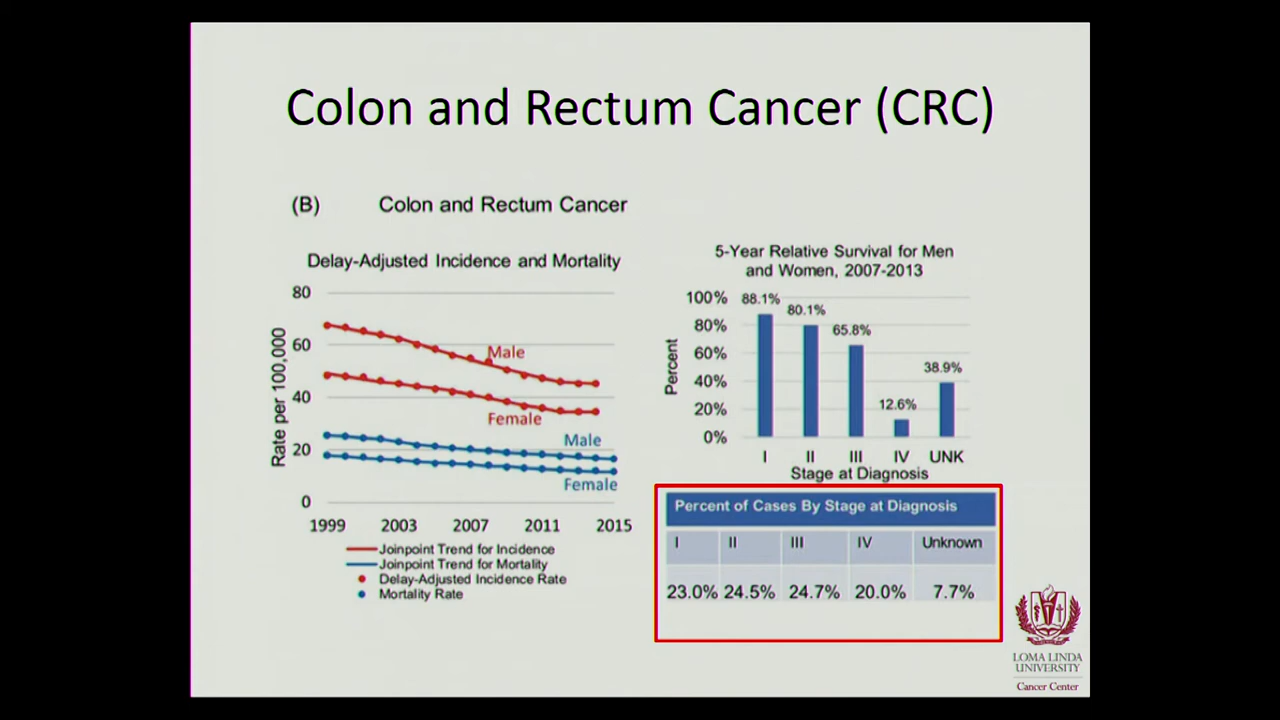 Colon and Rectum Cancer (CRC)
(B) Colon and Rectum Cancer
Delay-Adjusted Incidence and Mortality
80
60
40
20
0
Rate per 100,000
Male
Female
Male
Female
1999 2003 2007 2011 2015
Joinpoint Trend for Incidence
Joinpoint Trend for Mortality
Delay-Adjusted Incidence Rate
Mortality Rate
5-Year Relative Survival for Men
and Women, 2007-2013
100%
80%
60%
40%
20%
0%
Percent
88.1%
80.1%
65.8%
12.6%
38.9%
I II III IV UNK
Stage at Diagnosis
Percent of Cases By Stage at Diagnosis
I II III IV Unknown
23.0% 24.5% 24.7% 20.0% 7.7%
LOMA LINDA
UNIVERSITY
Cancer Center